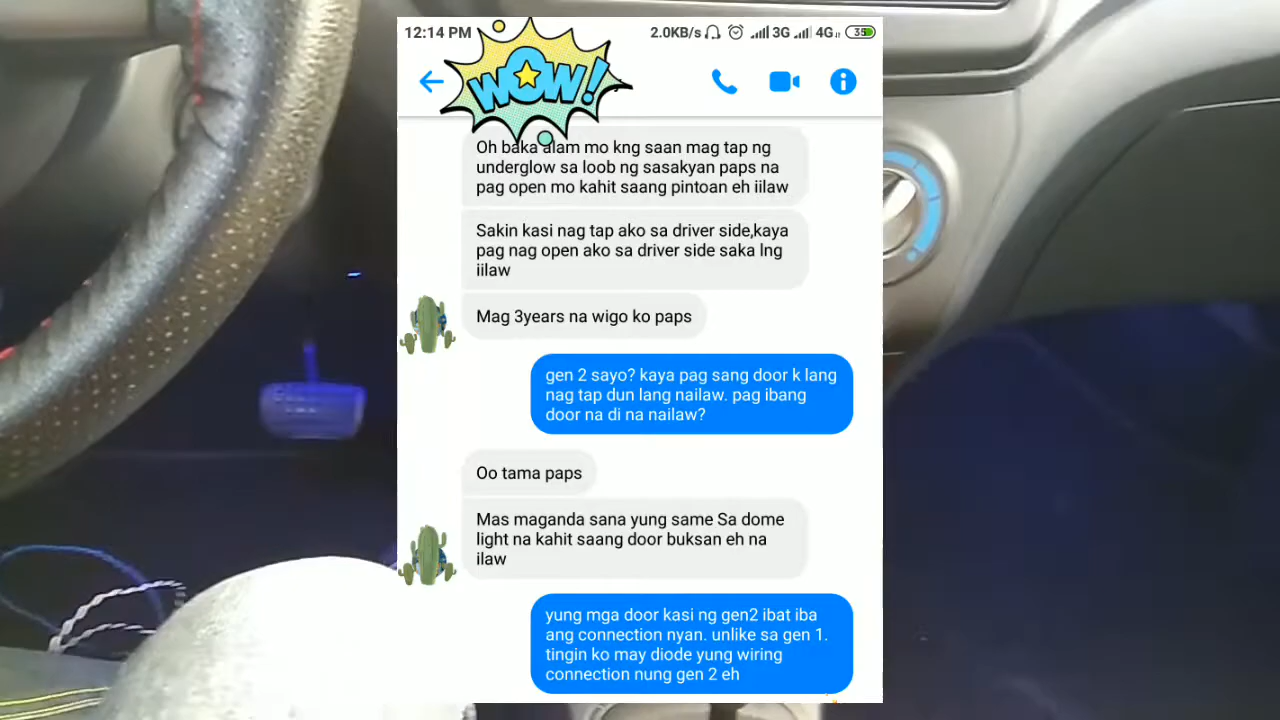 12:14 PM 2.0KB/s 3G 4G 35
WOW!
Oh baka alam mo kng saan mag tap ng
underglow sa loob ng sasakyan paps na
pag open mo kahit saang pintoan eh iilaw
Sakin kasi nag tap ako sa driver side,kaya
pag nag open ako sa driver side saka lng
iilaw
Mag 3years na wigo ko paps
gen 2 sayo? kaya pag sang door k lang
nag tap dun lang nailaw. pag ibang
door na di na nailaw?
Oo tama paps
Mas maganda sana yung same Sa dome
light na kahit saang door buksan eh na
ilaw
yung mga door kasi ng gen2 ibat iba
ang connection nyan. unlike sa gen 1.
tingin ko may diode yung wiring
connection nung gen 2 eh